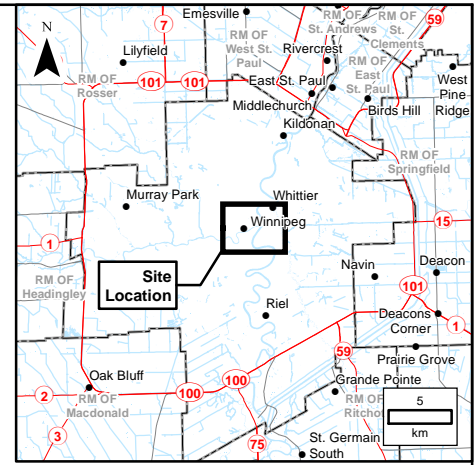 Emesville
7
59
RM OF
St. Andrews
RM OF
St.
Clements
N
Lilyfield
RM OF
West St.
Paul
Rivercrest
RM OF
Rosser
101
101
East St. Paul
RM OF
East
St. Paul
West
Pine
Ridge
Middlechurch
Birds Hill
Kildonan
RM OF
Springfield
Murray Park
Whittier
15
Winnipeg
1
Site
Location
RM OF
Headingley
Navin
Deacon
101
Riel
Deacons
Corner
1
59
Prairie Grove
Oak Bluff
100
100
Grande Pointe
2
RM OF
Macdonald
RM OF
Ritchot
5
km
3
75
St. Germain
South